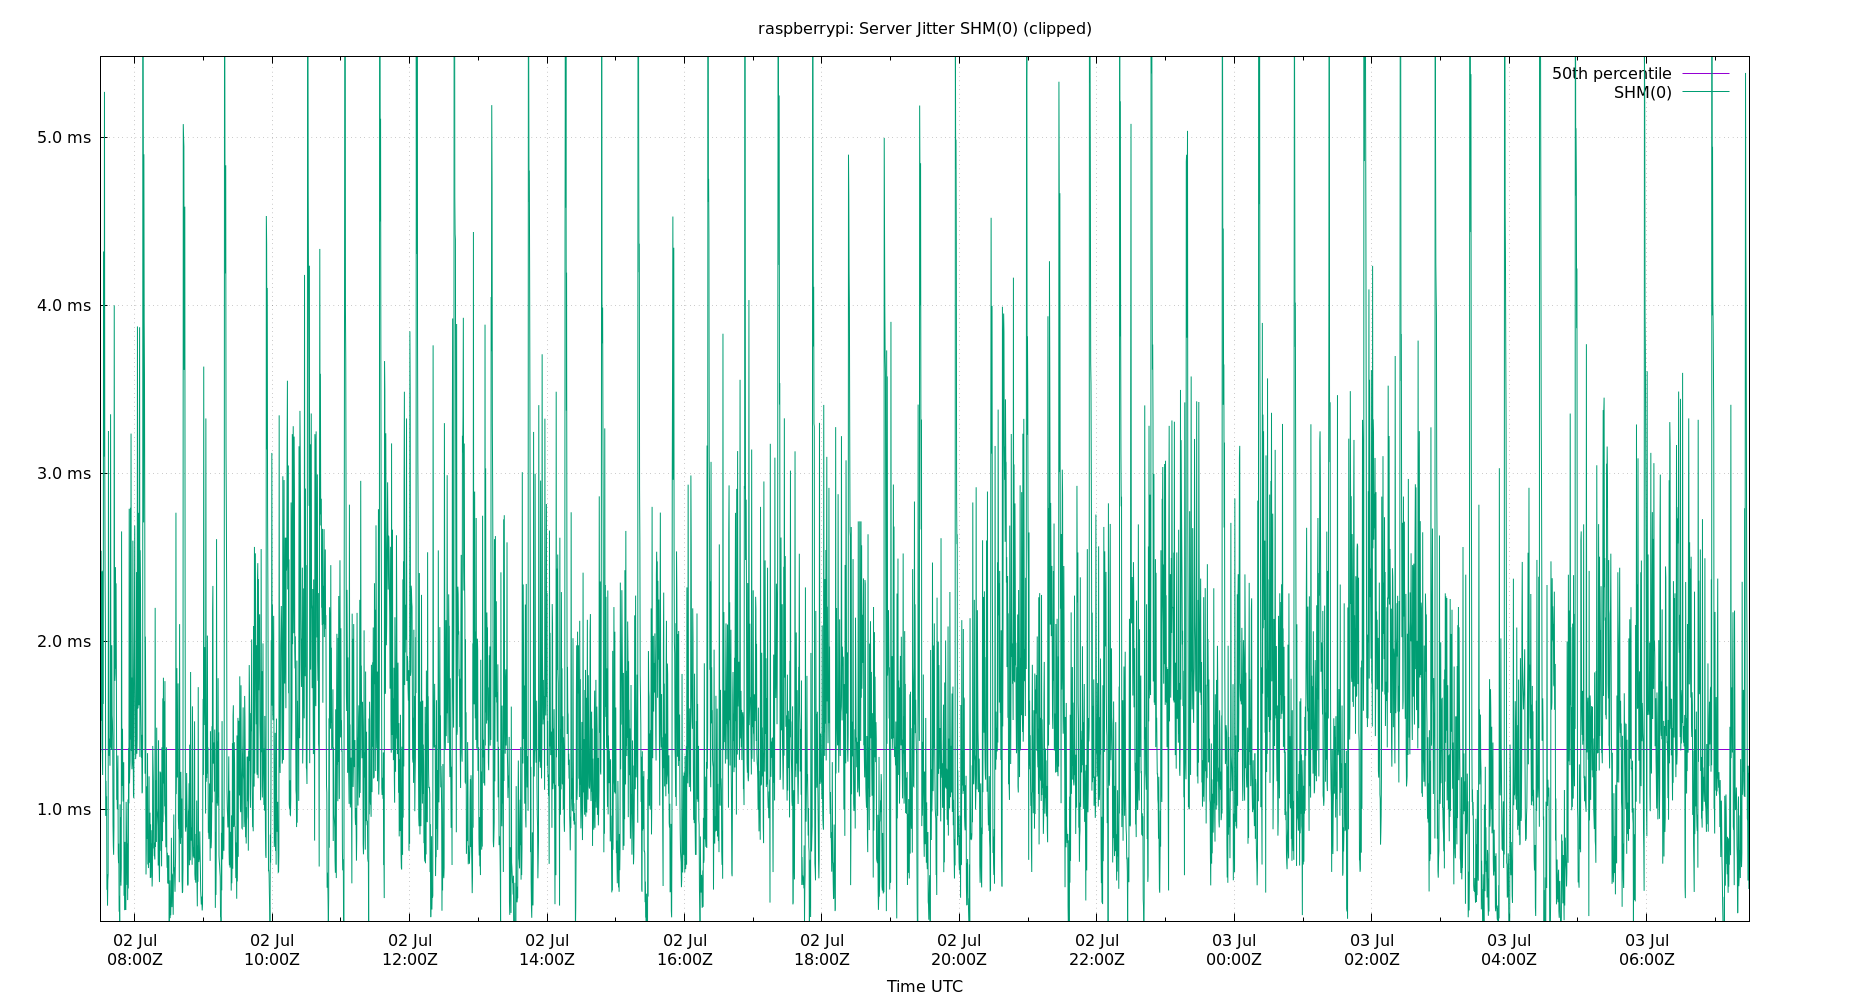 raspberrypi: Server Jitter SHM(0) (clipped)
50th percentile
SHM(0)
5.0 ms
4.0 ms
3.0 ms
2.0 ms
1.0 ms
02 Jul 02 Jul 02 Jul 02 Jul 02 Jul 02 Jul 02 Jul 02 Jul 03 Jul 03 Jul 03 Jul 03 Jul
08:00Z 10:00Z 12:00Z 14:00Z 16:00Z 18:00Z 20:00Z 22:00Z 00:00Z 02:00Z 04:00Z 06:00Z
Time UTC